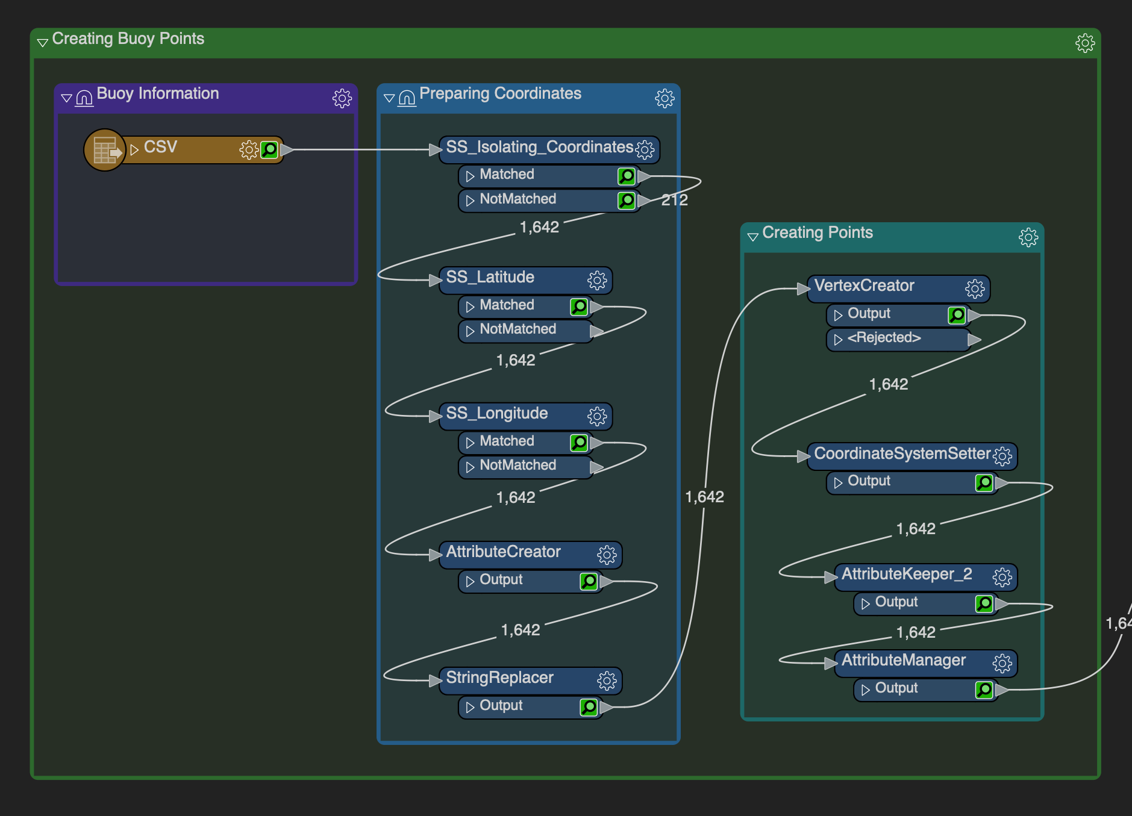 Creating Buoy Points
Buoy Information
CSV
Preparing Coordinates
SS_Isolating_Coordinates
Matched
NotMatched
212
1,642
SS_Latitude
Matched
NotMatched
1,642
SS_Longitude
Matched
NotMatched
1,642
AttributeCreator
Output
1,642
StringReplacer
Output
1,642
Creating Points
VertexCreator
Output
<Rejected>
1,642
CoordinateSystemSetter
Output
1,642
AttributeKeeper_2
Output
1,642
AttributeManager
Output
1,64